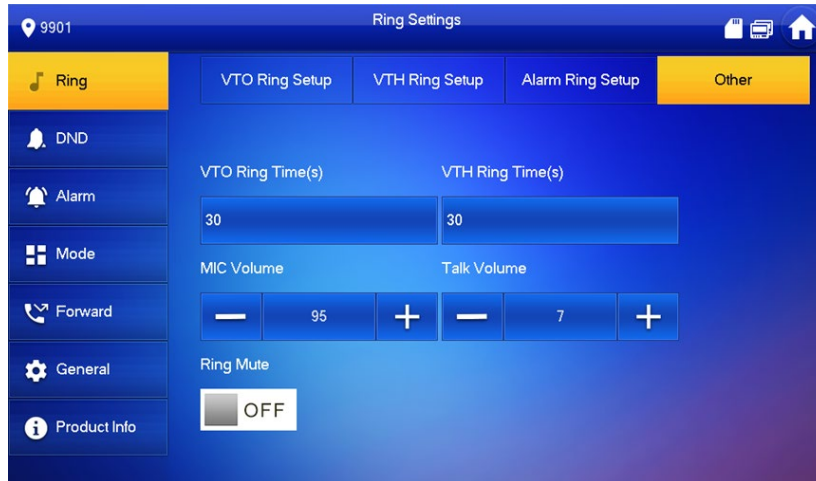 9901
Ring Settings
Ring
DND
Alarm
Mode
Forward
General
Product Info
VTO Ring Setup
VTH Ring Setup
Alarm Ring Setup
Other
VTO Ring Time(s)
VTH Ring Time(s)
30
30
MIC Volume
Talk Volume
95
7
Ring Mute
OFF